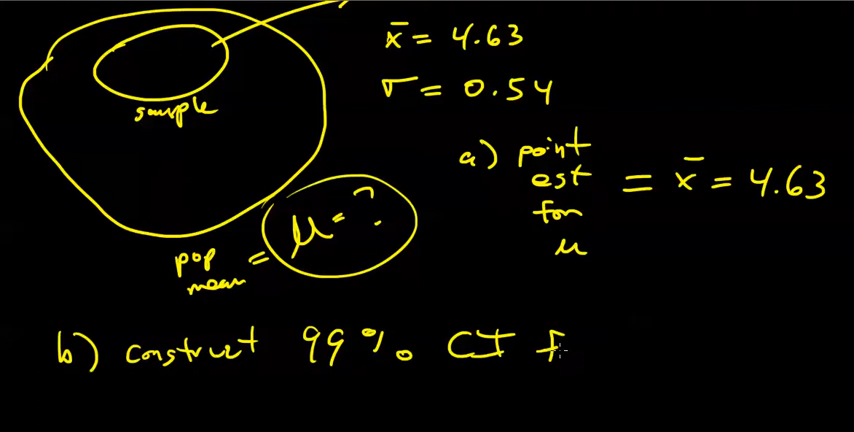 x̄ = 4.63
σ = 0.54
sample
a) point est for μ = x̄ = 4.63
pop mean = μ = ?
b) construct 99% CI f